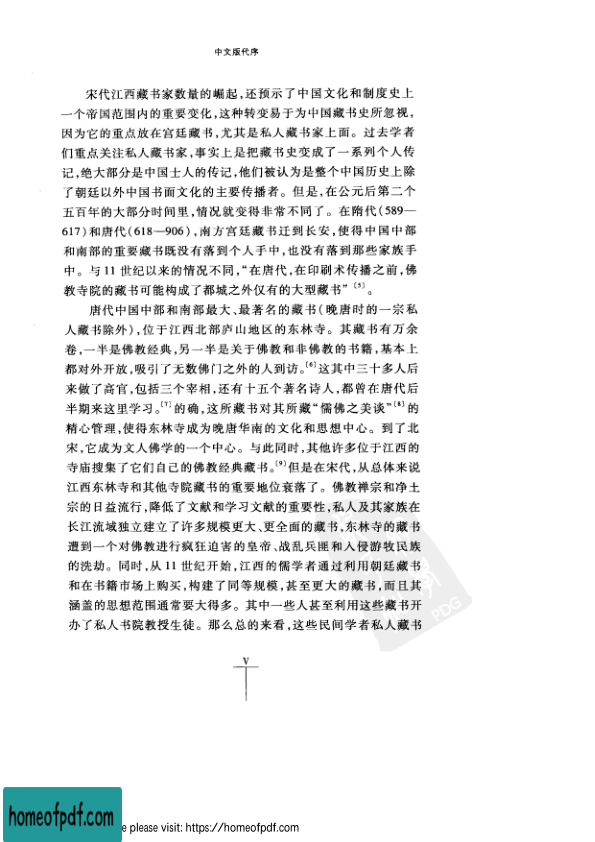 中文版代序
宋代江西藏书家数量的崛起,还预示了中国文化和制度史上
一个帝国范围内的重要变化,这种转变易于为中国藏书史所忽视,
因为它的重点放在宫廷藏书,尤其是私人藏书家上面。过去学者
们重点关注私人藏书家,事实上是把藏书史变成了一系列个人传
记,绝大部分是中国士人的传记,他们被认为是整个中国历史上除
了朝廷以外中国书面文化的主要传播者。但是,在公元后第二个
五百年的大部分时间里,情况就变得非常不同了。在隋代(589—
617)和唐代(618—906),南方宫廷藏书迁到长安,使得中国中部
和南部的重要藏书既没有落到个人手中,也没有落到那些家族手
中。与11世纪以来的情况不同,“在唐代,在印刷术传播之前,佛
教寺院的藏书可能构成了都城之外仅有的大型藏书”〔5〕。
唐代中国中部和南部最大、最著名的藏书(晚唐时的一宗私
人藏书除外),位于江西北部庐山地区的东林寺。其藏书有万余
卷,一半是佛教经典,另一半是关于佛教和非佛教的书籍,基本上
都对外开放,吸引了无数佛门之外的人到访。〔6〕这其中三十多人后
来做了高官,包括三个宰相,还有十五个著名诗人,都曾在唐代后
半期来这里学习。〔7〕的确,这所藏书对其所藏“儒佛之美谈”〔8〕的
精心管理,使得东林寺成为晚唐华南的文化和思想中心。到了北
宋,它成为文人佛学的一个中心。与此同时,其他许多位于江西的
寺庙搜集了它们自己的佛教经典藏书。〔9〕但是在宋代,从总体来说
江西东林寺和其他寺院藏书的重要地位衰落了。佛教禅宗和净土
宗的日益流行,降低了文献和学习文献的重要性,私人及其家族在
长江流域独立建立了许多规模更大、更全面的藏书,东林寺的藏书
遭到一个对佛教进行疯狂迫害的皇帝、战乱兵匪和入侵游牧民族
的洗劫。同时,从11世纪开始,江西的儒学者通过利用朝廷藏书
和在书籍市场上购买,构建了同等规模,甚至更大的藏书,而且其
涵盖的思想范围通常要大得多。其中一些人甚至利用这些藏书开
办了私人书院教授生徒。那么总的来看,这些民间学者私人藏书
V
PDG
homeofpdf.com
e please visit: https://homeofpdf.com